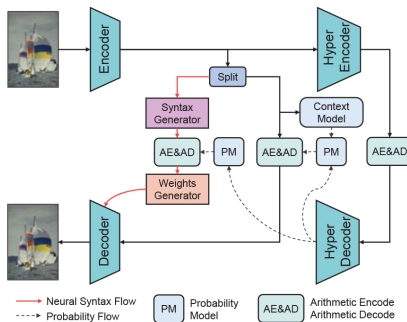 Encoder
Hyper
Encoder
Split
Syntax
Generator
Context
Model
AE&AD
PM
AE&AD
PM
AE&AD
Weights
Generator
Decoder
Hyper
Decoder
Neural Syntax Flow
Probability Flow
PM
Probability
Model
AE&AD
Arithmetic Encode
Arithmetic Decode